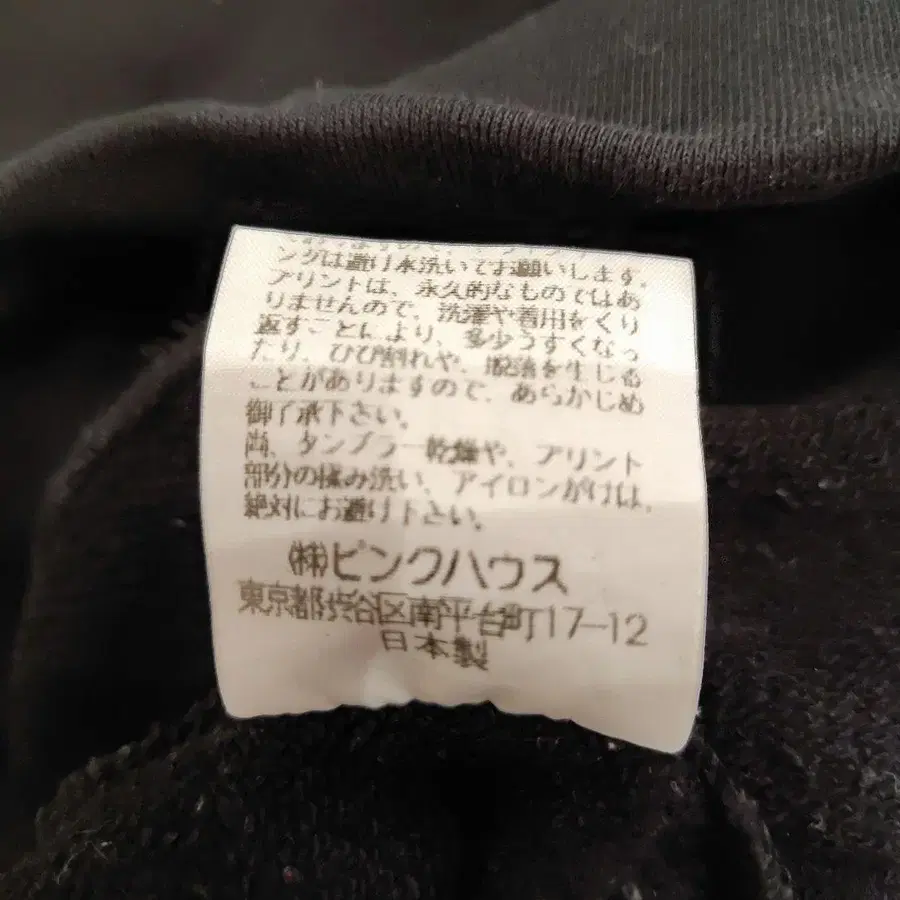 ングは避け水洗いでお願いします。
プリントは、永久的なものではあ
りませんので、洗濯や着用をくり
返すことにより、多少うすくなっ
たり、ひび割れや、脱落を生じる
ことがありますので、あらかじめ
御了承下さい。
尚、タンブラー乾燥や、プリント
部分の揉み洗い、アイロンがけは、
絶対にお避け下さい。
㈱ピンクハウス
東京都渋谷区南平台町17-12
日本製